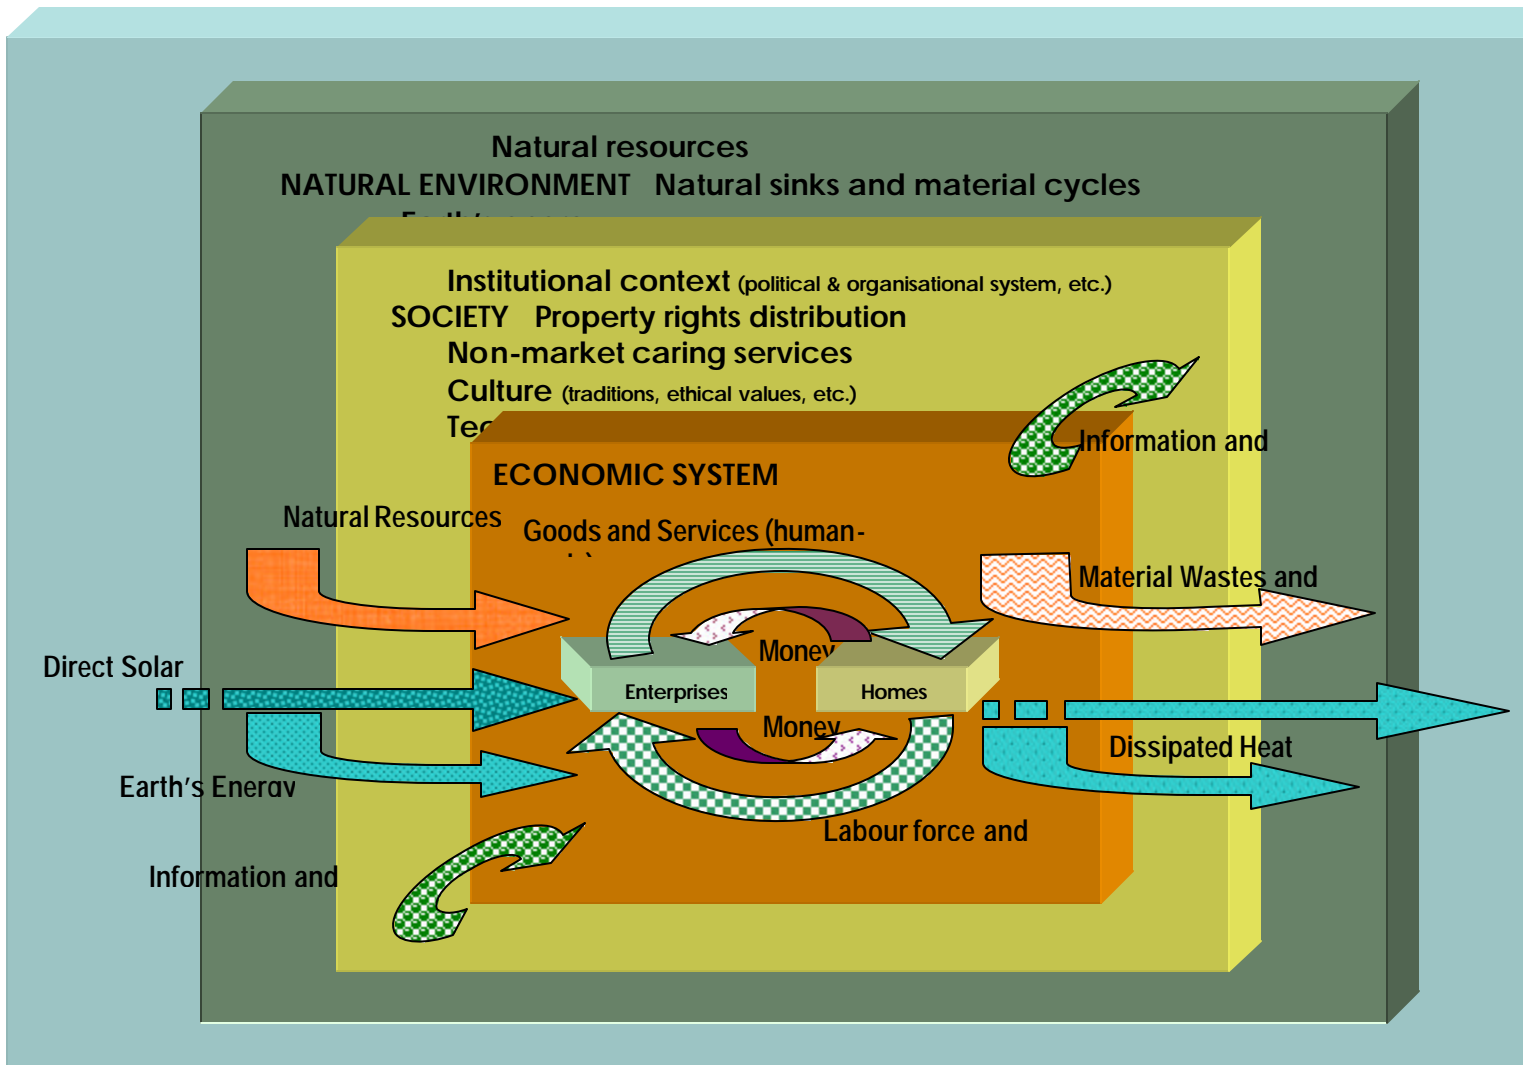 Natural resources
NATURAL ENVIRONMENT Natural sinks and material cycles
Institutional context (political & organisational system, etc.)
SOCIETY Property rights distribution
Non-market caring services
Culture (traditions, ethical values, etc.)
Information and
ECONOMIC SYSTEM
Natural Resources
Goods and Services (human-
Material Wastes and
Money
Direct Solar
Enterprises
Homes
Money
Dissipated Heat
Earth's Energy
Labour force and
Information and